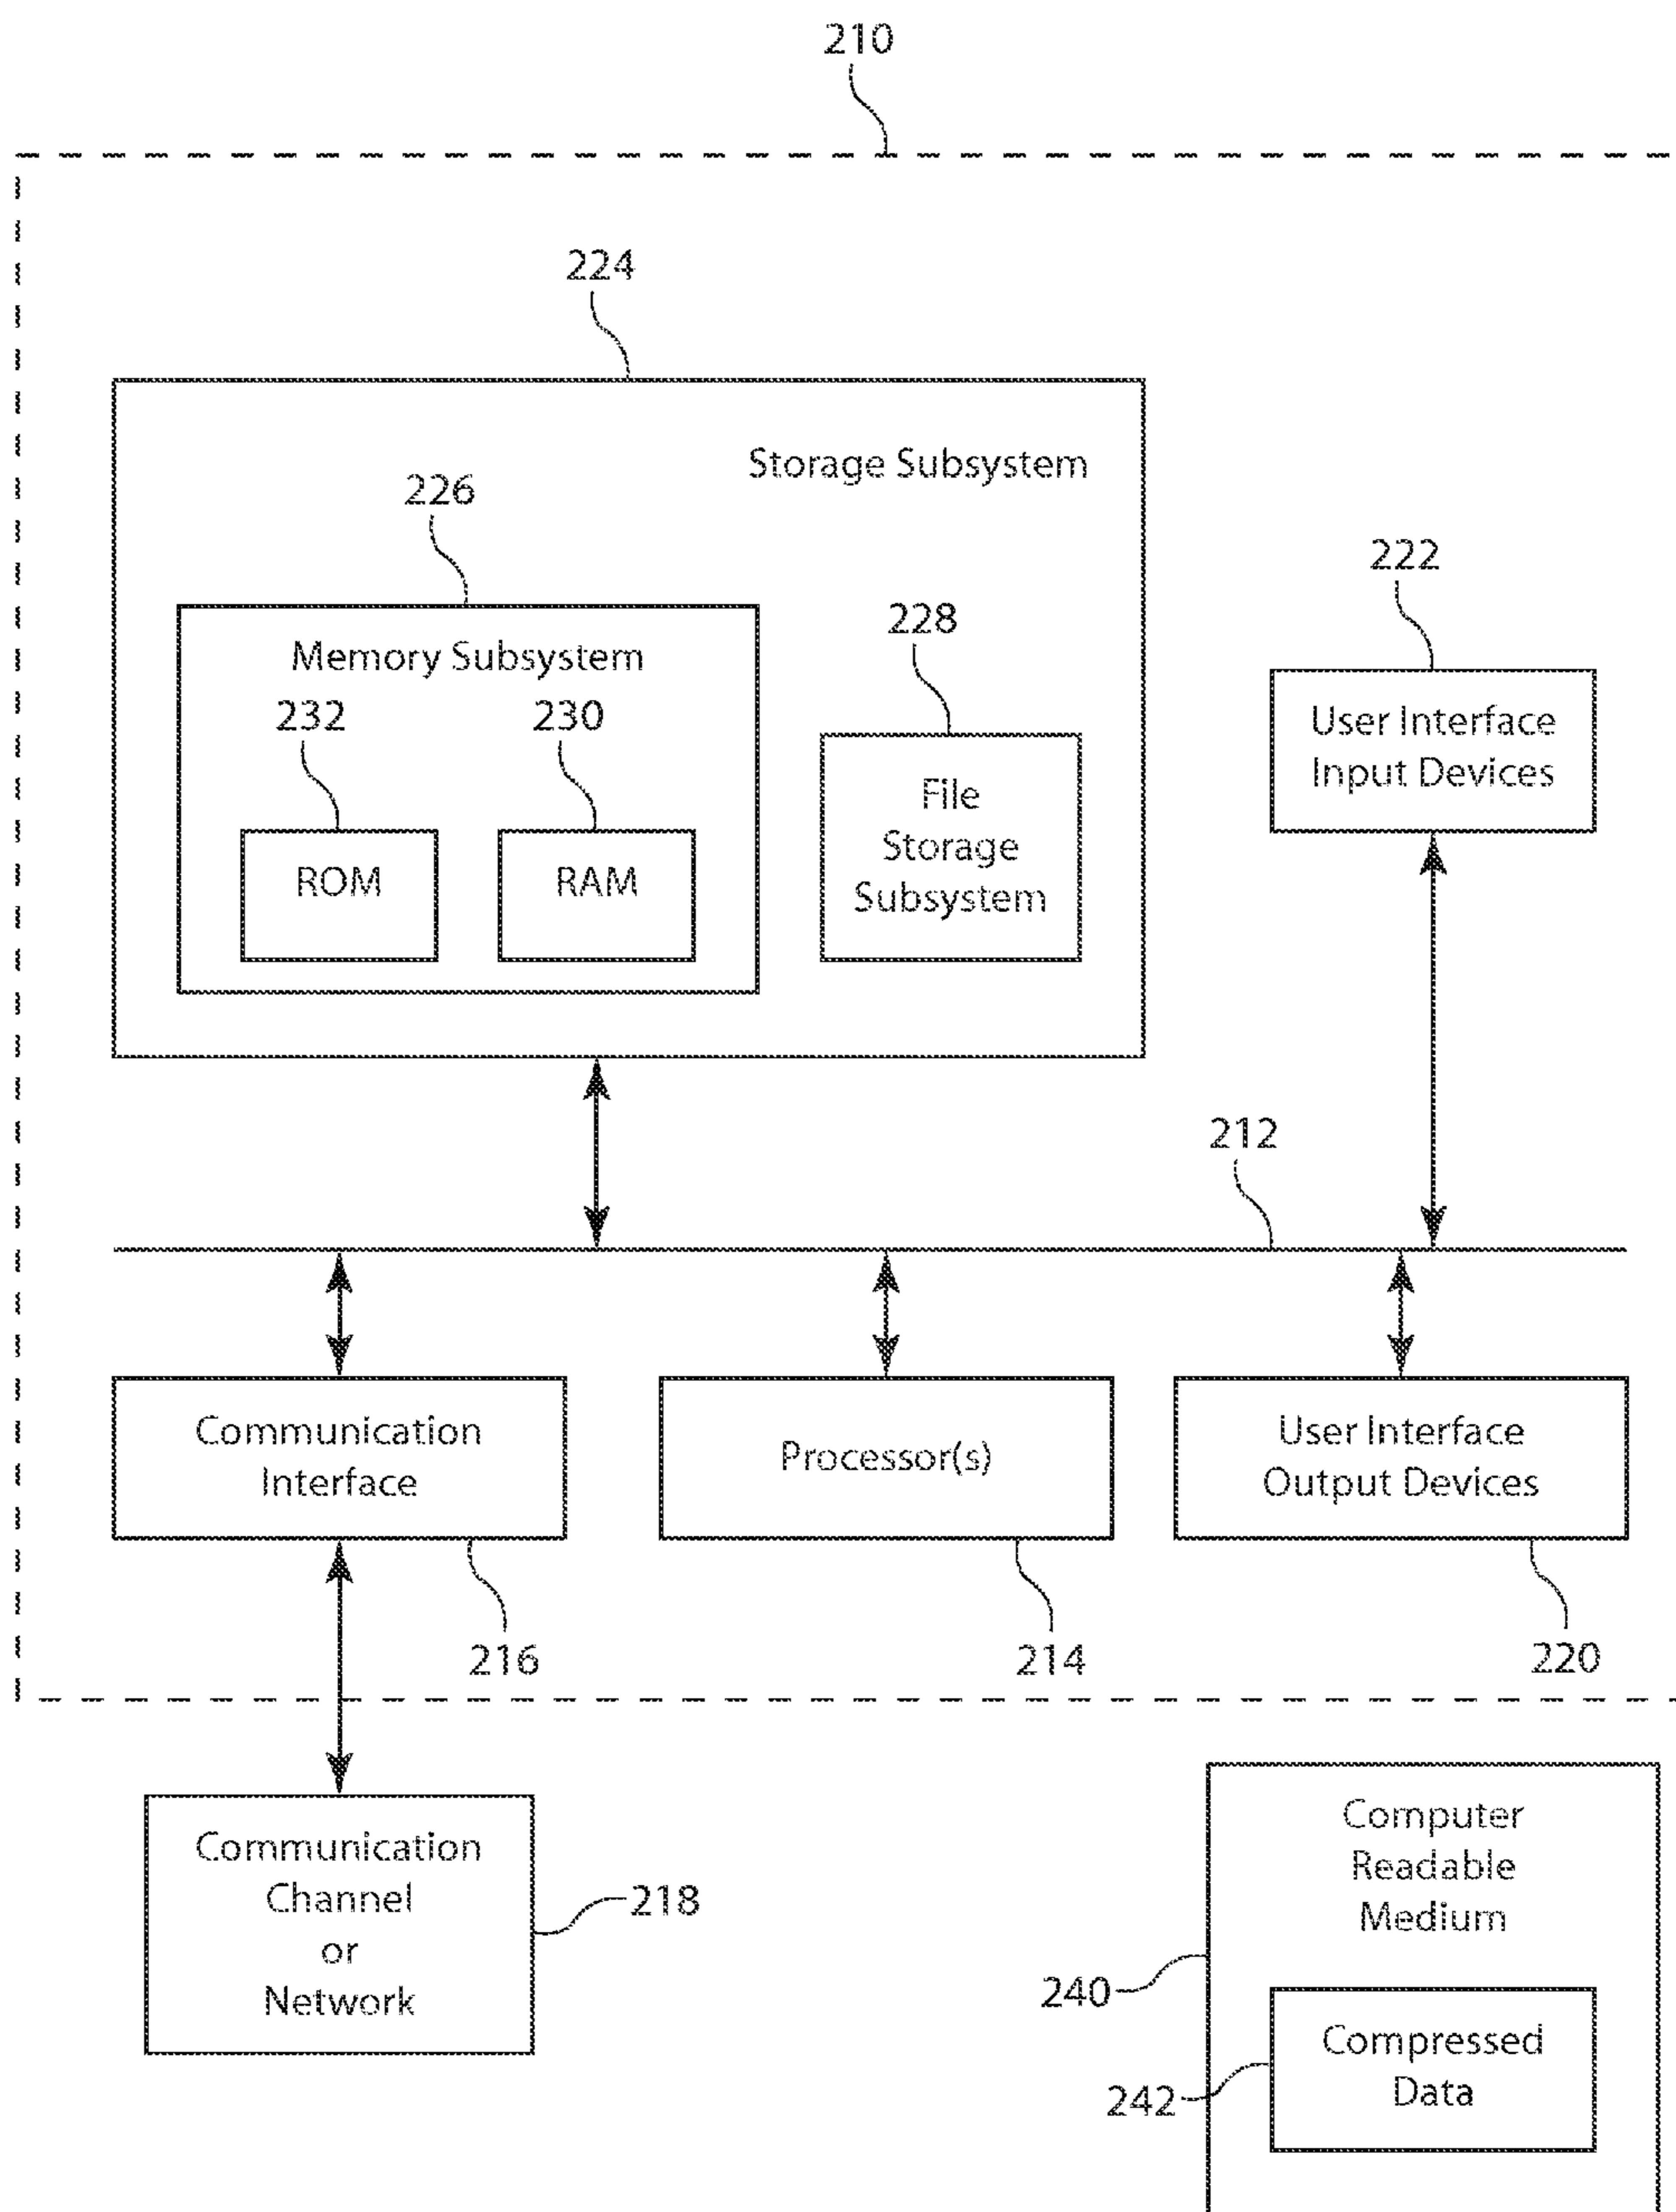 210
224
Storage Subsystem
226
222
228
Memory Subsystem
232
230
User Interface
Input Devices
File
Storage
Subsystem
ROM
RAM
212
Communication
Interface
Processor(s)
User Interface
Output Devices
216
214
220
Communication
Channel
or
Network
218
Computer
Readable
Medium
240
Compressed
Data
242